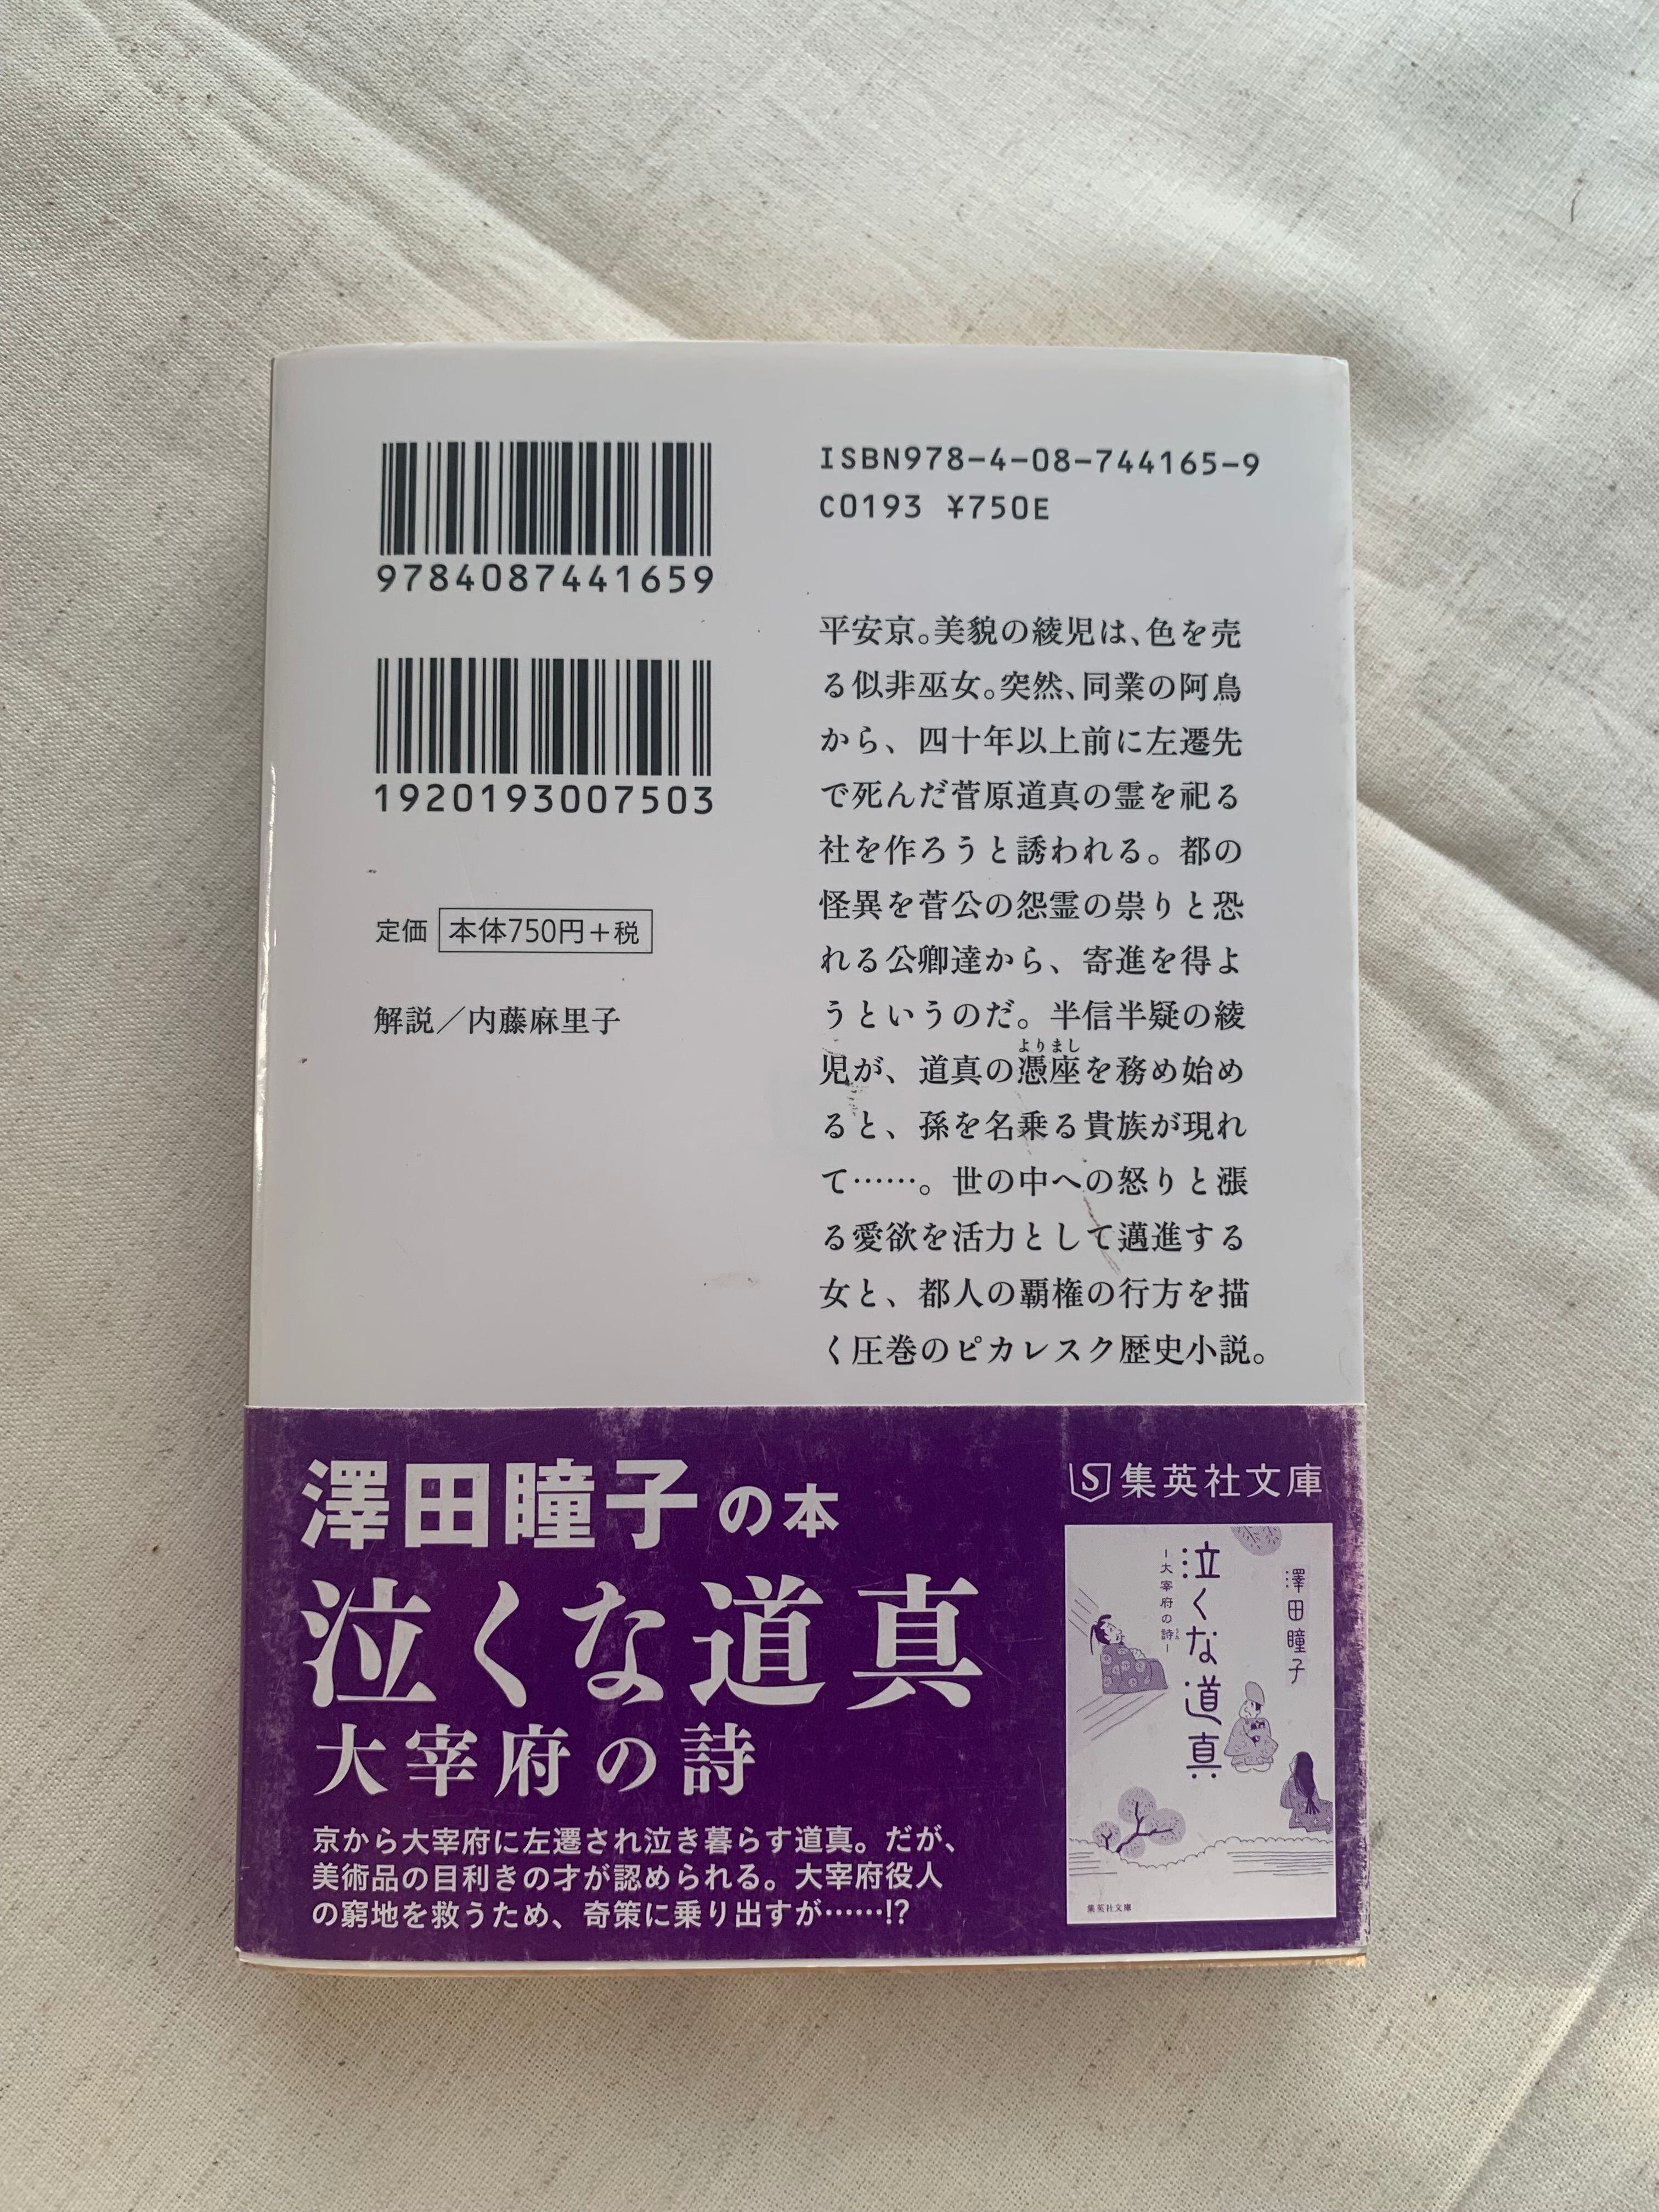 9784087441659
1920193007503
定価 本体750円+税
解説／内藤麻里子
ISBN978-4-08-744165-9
C0193 ¥750E
平安京。美貌の綾児は、色を売
る似非巫女。突然、同業の阿鳥
から、四十年以上前に左遷先
で死んだ菅原道真の霊を祀る
社を作ろうと誘われる。都の
怪異を菅公の怨霊の祟りと恐
れる公卿達から、寄進を得よ
うというのだ。半信半疑の綾
よりまし
児が、道真の憑座を務め始め
ると、孫を名乗る貴族が現れ
て……。世の中への怒りと漲
る愛欲を活力として邁進する
女と、都人の覇権の行方を描
く圧巻のピカレスク歴史小説。
澤田瞳子の本
泣くな道真
大宰府の詩
京から大宰府に左遷され泣き暮らす道真。だが、
美術品の目利きの才が認められる。大宰府役人
の窮地を救うため、奇策に乗り出すが……!?
S 集英社文庫
澤田瞳子
泣くな道真
－大宰府の詩－
うた
集英社文庫